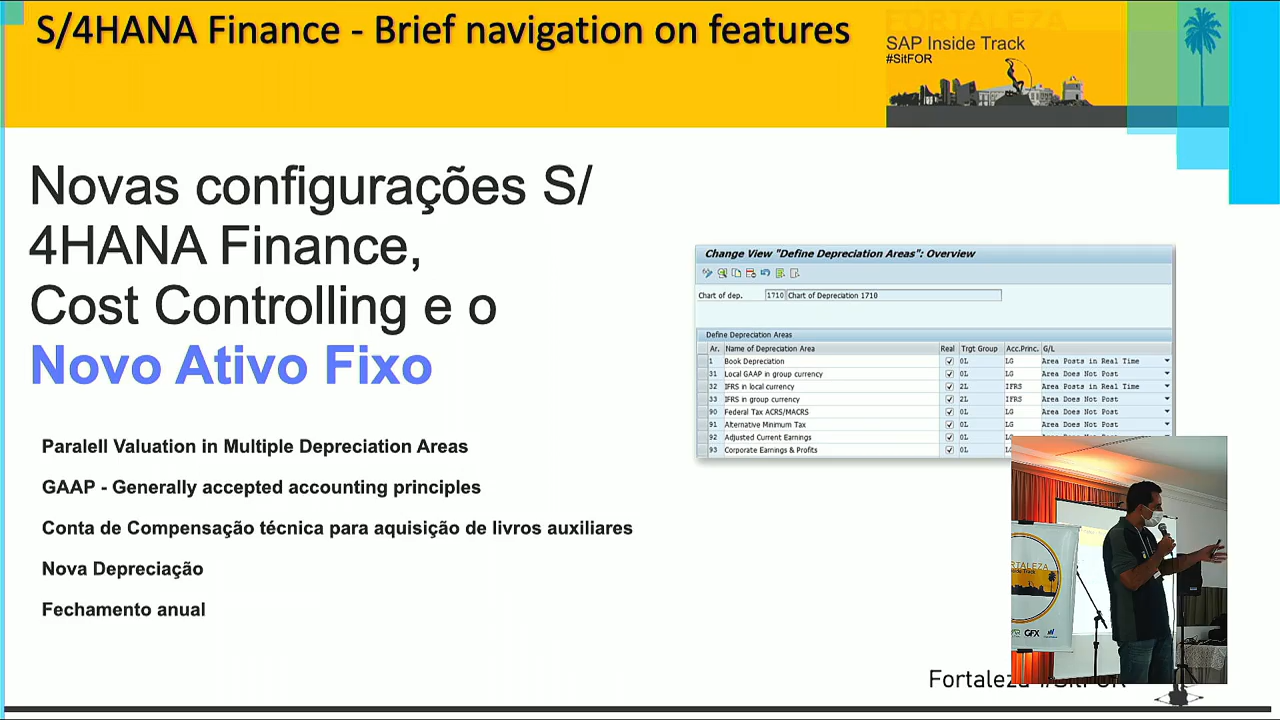 S/4HANA Finance - Brief navigation on features
FORTALEZA
SAP Inside Track
#SitFOR
Novas configurações S/
4HANA Finance,
Cost Controlling e o
Novo Ativo Fixo
Paralell Valuation in Multiple Depreciation Areas
GAAP - Generally accepted accounting principles
Conta de Compensação técnica para aquisição de livros auxiliares
Nova Depreciação
Fechamento anual
Change View "Define Depreciation Areas": Overview
Chart of dep. 1710 Chart of Depreciation 1710
Define Depreciation Areas
Ar. Name of Depreciation Area Real Trgt Group Acc.Princ. G/L
1 Book Depreciation 0L LG Area Posts in Real Time
31 Local GAAP in group currency 0L LG Area Does Not Post
32 IFRS in local currency 2L IFRS Area Posts in Real Time
33 IFRS in group currency 2L IFRS Area Does Not Post
90 Federal Tax ACRS/MACRS 0L LG Area Does Not Post
91 Alternative Minimum Tax 0L LG Area Does Not Post
92 Adjusted Current Earnings 0L LG
93 Corporate Earnings & Profits 0L
Inside Track
GFX
Fortaleza #SitFOR